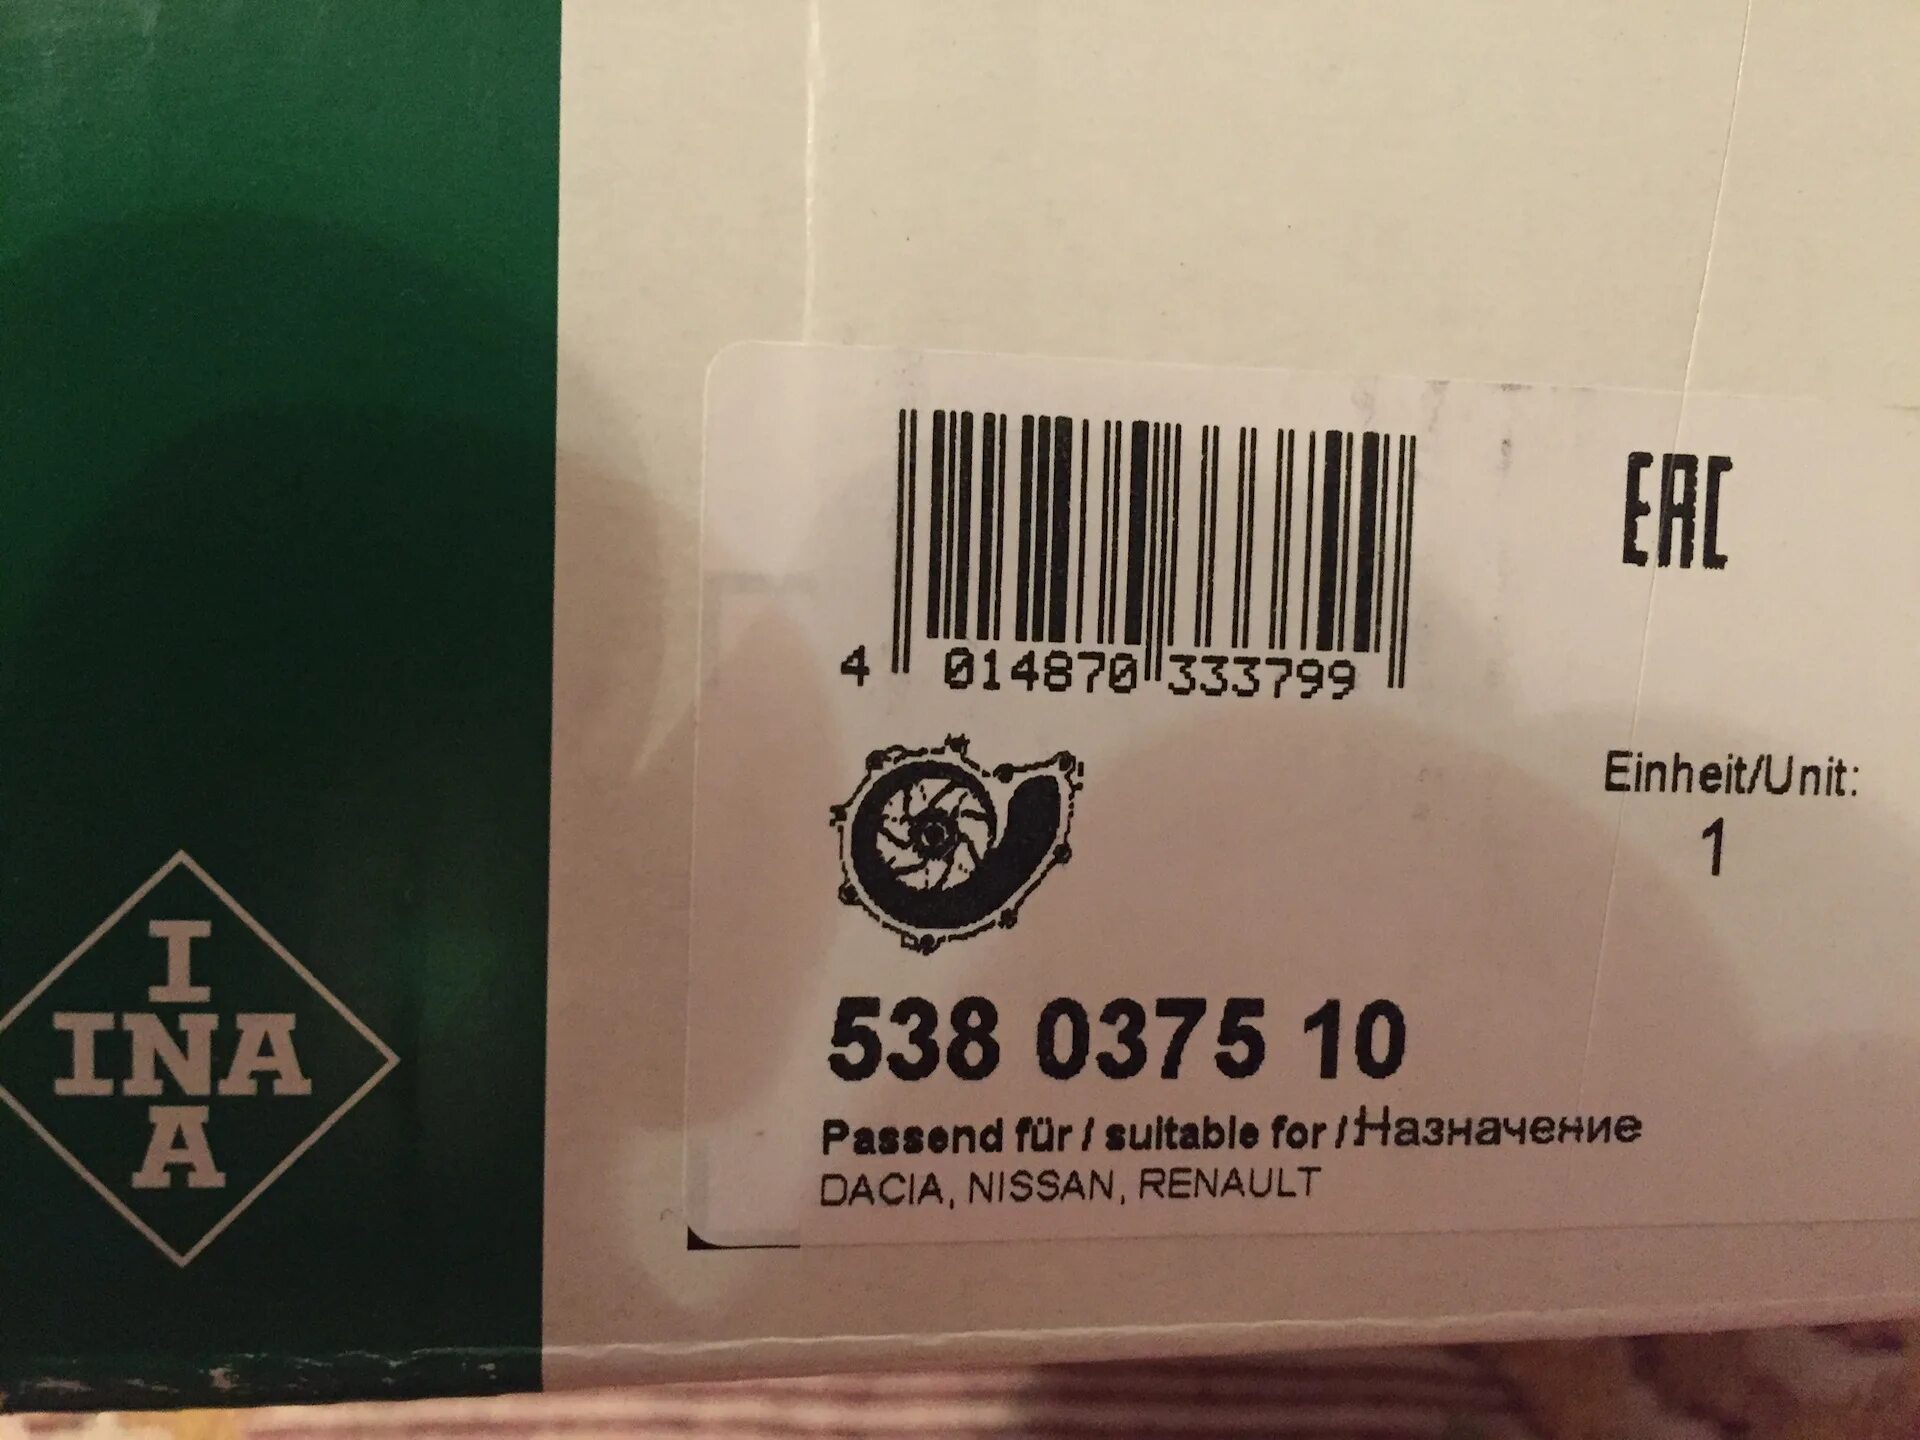 4 014870 333799
EAC
Einheit/Unit:
1
538 0375 10
Passend für / suitable for / Назначение
DACIA, NISSAN, RENAULT
I
INA
A